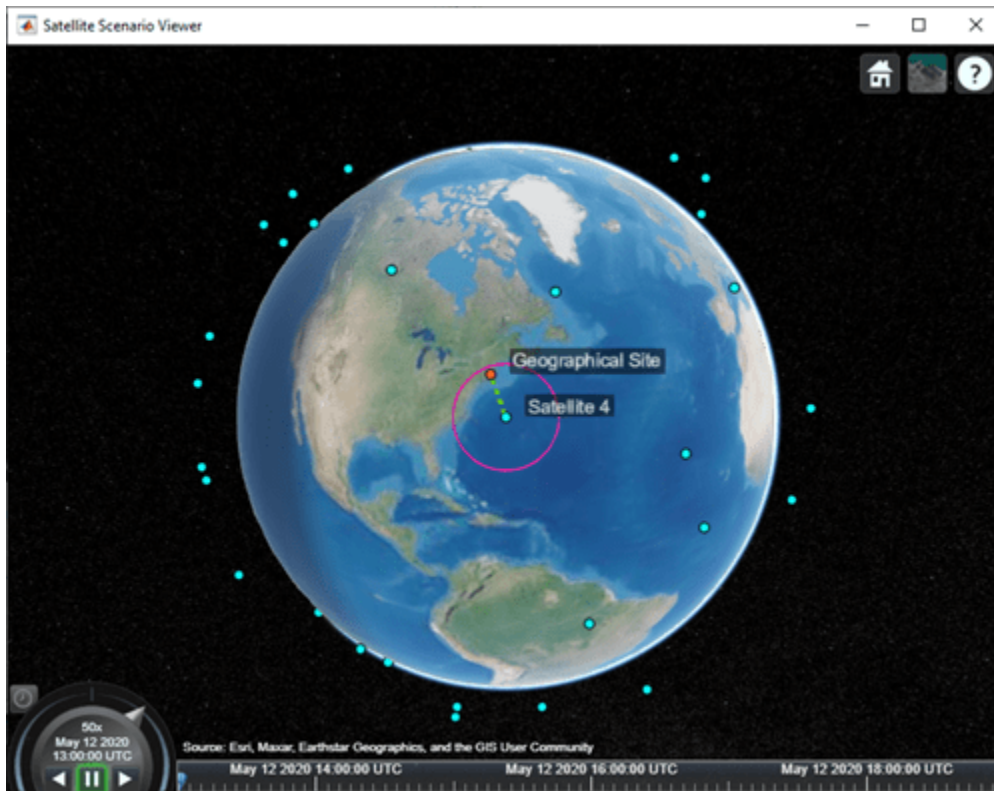 Satellite Scenario Viewer
?
Geographical Site
Satellite 4
50x
May 12 2020
13:00:00 UTC
Source: Esri, Maxar, Earthstar Geographics, and the GIS User Community
May 12 2020 14:00:00 UTC May 12 2020 16:00:00 UTC May 12 2020 18:00:00 UTC